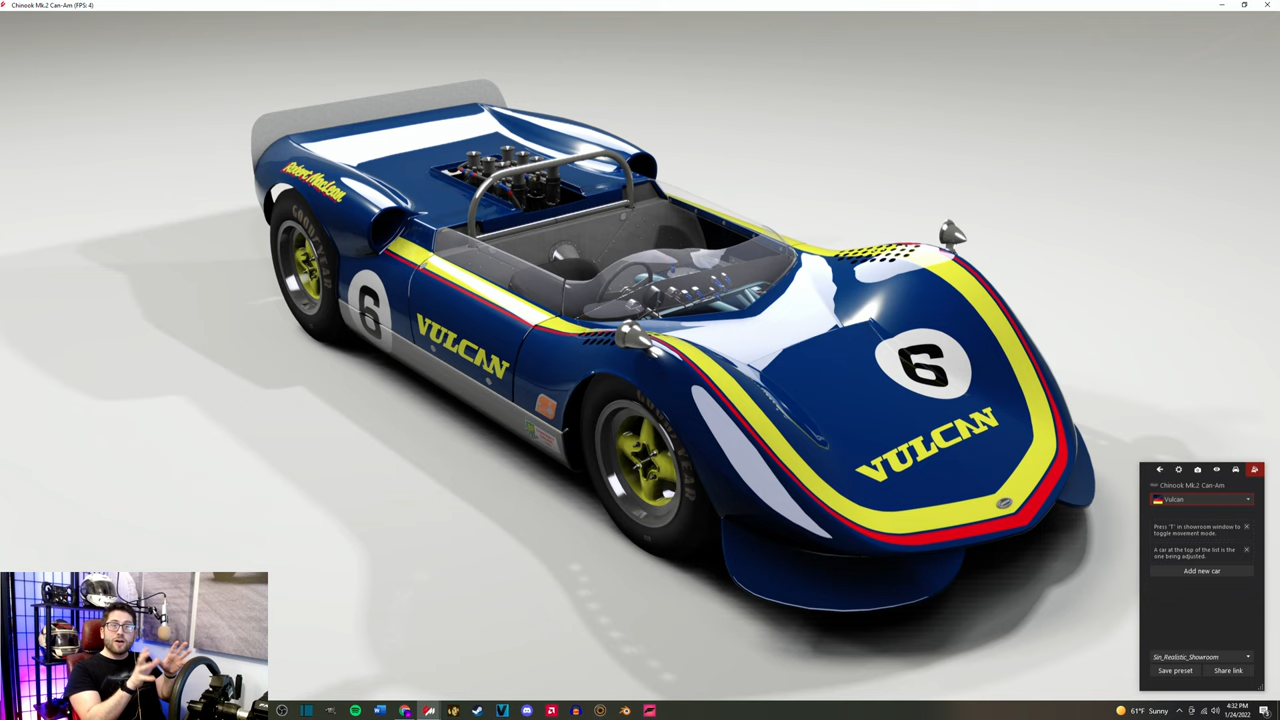 Chinook Mk.2 Can-Am (FPS: 4)
Robert MacLean
GOODYEAR
6
VULCAN
GOODYEAR
6
VULCAN
Chinook Mk.2 Can-Am
Vulcan
Press "T" in showroom window to
toggle movement mode.
A car at the top of the list is the
one being adjusted.
Add new car
Sin_Realistic_Showroom
Save preset
Share link
61°F Sunny
4:32 PM
1/24/2022